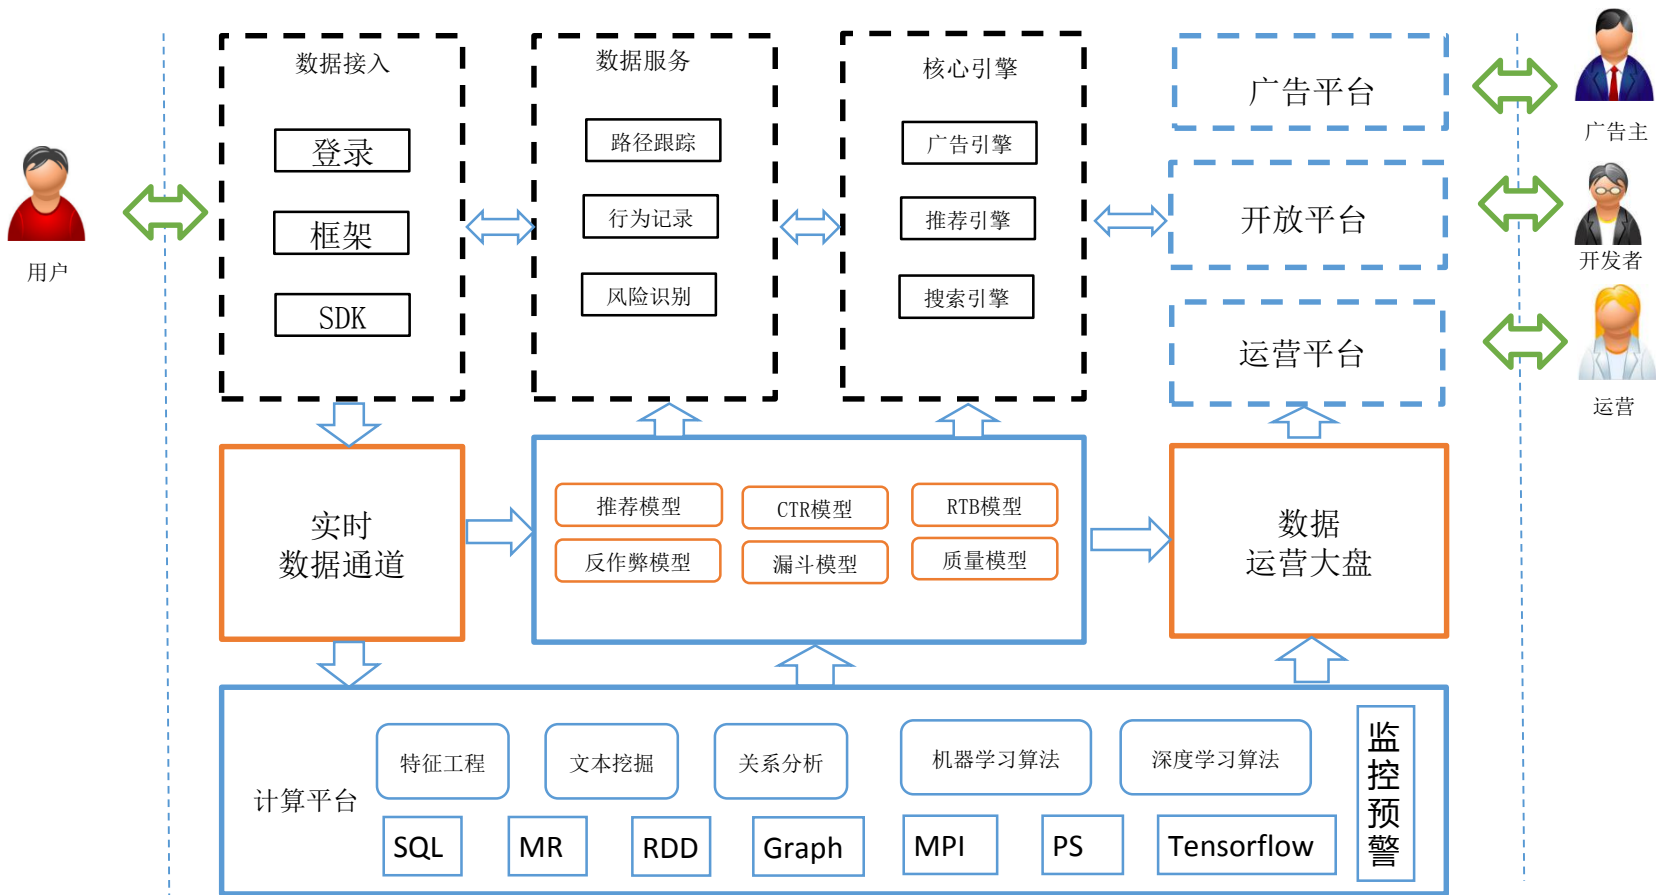 数据接入
登录
框架
SDK
数据服务
路径跟踪
行为记录
风险识别
核心引擎
广告引擎
推荐引擎
搜索引擎
广告平台
开放平台
运营平台
用户
广告主
开发者
运营
实时
数据通道
推荐模型
CTR模型
RTB模型
反作弊模型
漏斗模型
质量模型
数据
运营大盘
计算平台
特征工程
文本挖掘
关系分析
机器学习算法
深度学习算法
SQL
MR
RDD
Graph
MPI
PS
Tensorflow
监
控
预
警